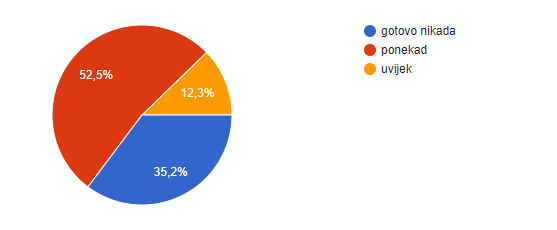 gotovo nikada
ponekad
uvijek
52,5%
12,3%
35,2%